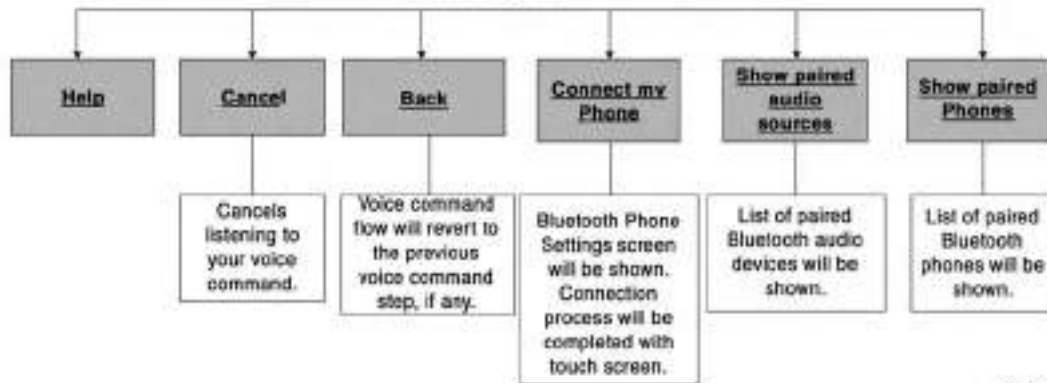 Help
Cancel
Back
Connect my
Phone
Show paired
audio
sources
Show paired
Phones
Cancels
listening to
your voice
command.
Voice command
flow will revert to
the previous
voice command
step, if any.
Bluetooth Phone
Settings screen
will be shown.
Connection
process will be
completed with
touch screen.
List of paired
Bluetooth audio
devices will be
shown.
List of paired
Bluetooth
phones will be
shown.